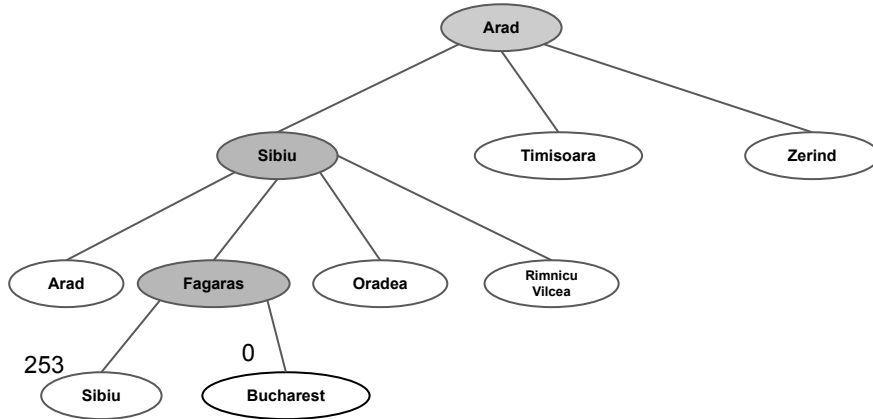 Arad
Sibiu
Timisoara
Zerind
Arad
Fagaras
Oradea
Rimnicu
Vilcea
253
0
Sibiu
Bucharest